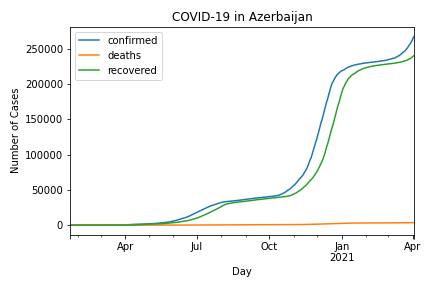 COVID-19 in Azerbaijan
confirmed
deaths
recovered
Number of Cases
250000
200000
150000
100000
50000
0
Apr
Jul
Oct
Jan
2021
Apr
Day